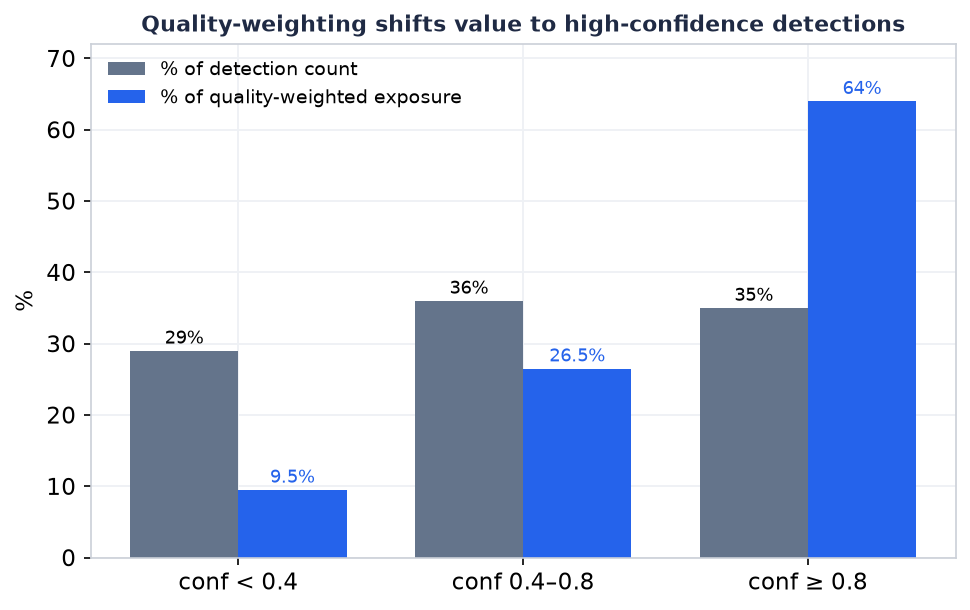 Quality-weighting shifts value to high-confidence detections
% of detection count
% of quality-weighted exposure
%
70
60
50
40
30
20
10
0
29%
9.5%
36%
26.5%
35%
64%
conf < 0.4
conf 0.4–0.8
conf ≥ 0.8